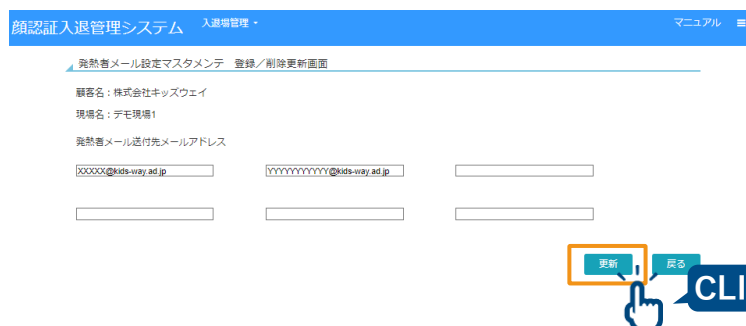 顔認証入退管理システム 入退場管理 マニュアル
発熱者メール設定マスタメンテ 登録／削除更新画面
顧客名：株式会社キッズウェイ
現場名：デモ現場1
発熱者メール送付先メールアドレス
XXXXX@kids-way.ad.jp YYYYYYYYYYY@kids-way.ad.jp
更新 戻る
CLI